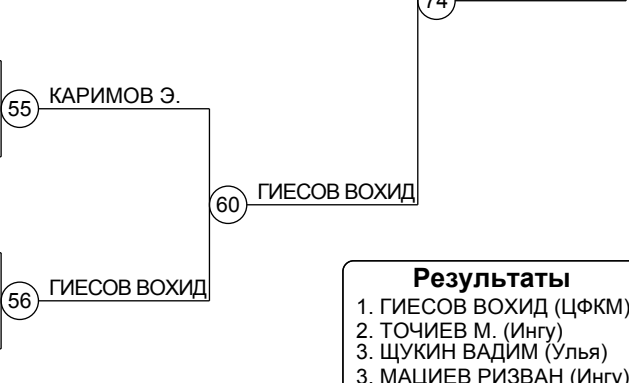 74
55
КАРИМОВ Э.
60
ГИЕСОВ ВОХИД
56
ГИЕСОВ ВОХИД
Результаты
1. ГИЕСОВ ВОХИД (ЦФКМ)
2. ТОЧИЕВ М. (Ингу)
3. ЩУКИН ВАДИМ (Улья)
3. МАЦИЕВ РИЗВАН (Ингу)